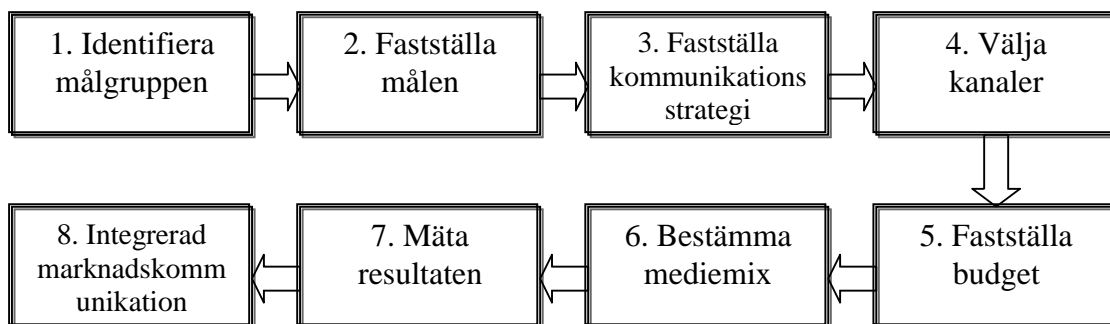 1. Identifiera
målgruppen
2. Fastställa
målen
3. Fastställa
kommunikations
strategi
4. Välja
kanaler
5. Fastställa
budget
6. Bestämma
mediemix
7. Mäta
resultaten
8. Integrerad
marknadskomm
unikation